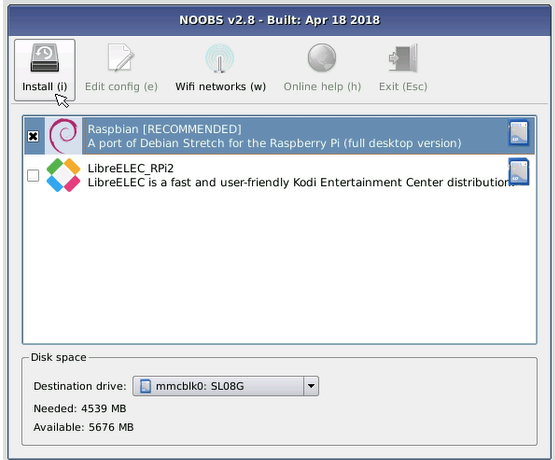 NOOBS v2.8 - Built: Apr 18 2018
Install (i) Edit config (e) Wifi networks (w) Online help (h) Exit (Esc)
Raspbian [RECOMMENDED]
A port of Debian Stretch for the Raspberry Pi (full desktop version)
LibreELEC_RPi2
LibreELEC is a fast and user-friendly Kodi Entertainment Center distribution.
Disk space
Destination drive: mmcblk0: SL08G
Needed: 4539 MB
Available: 5676 MB